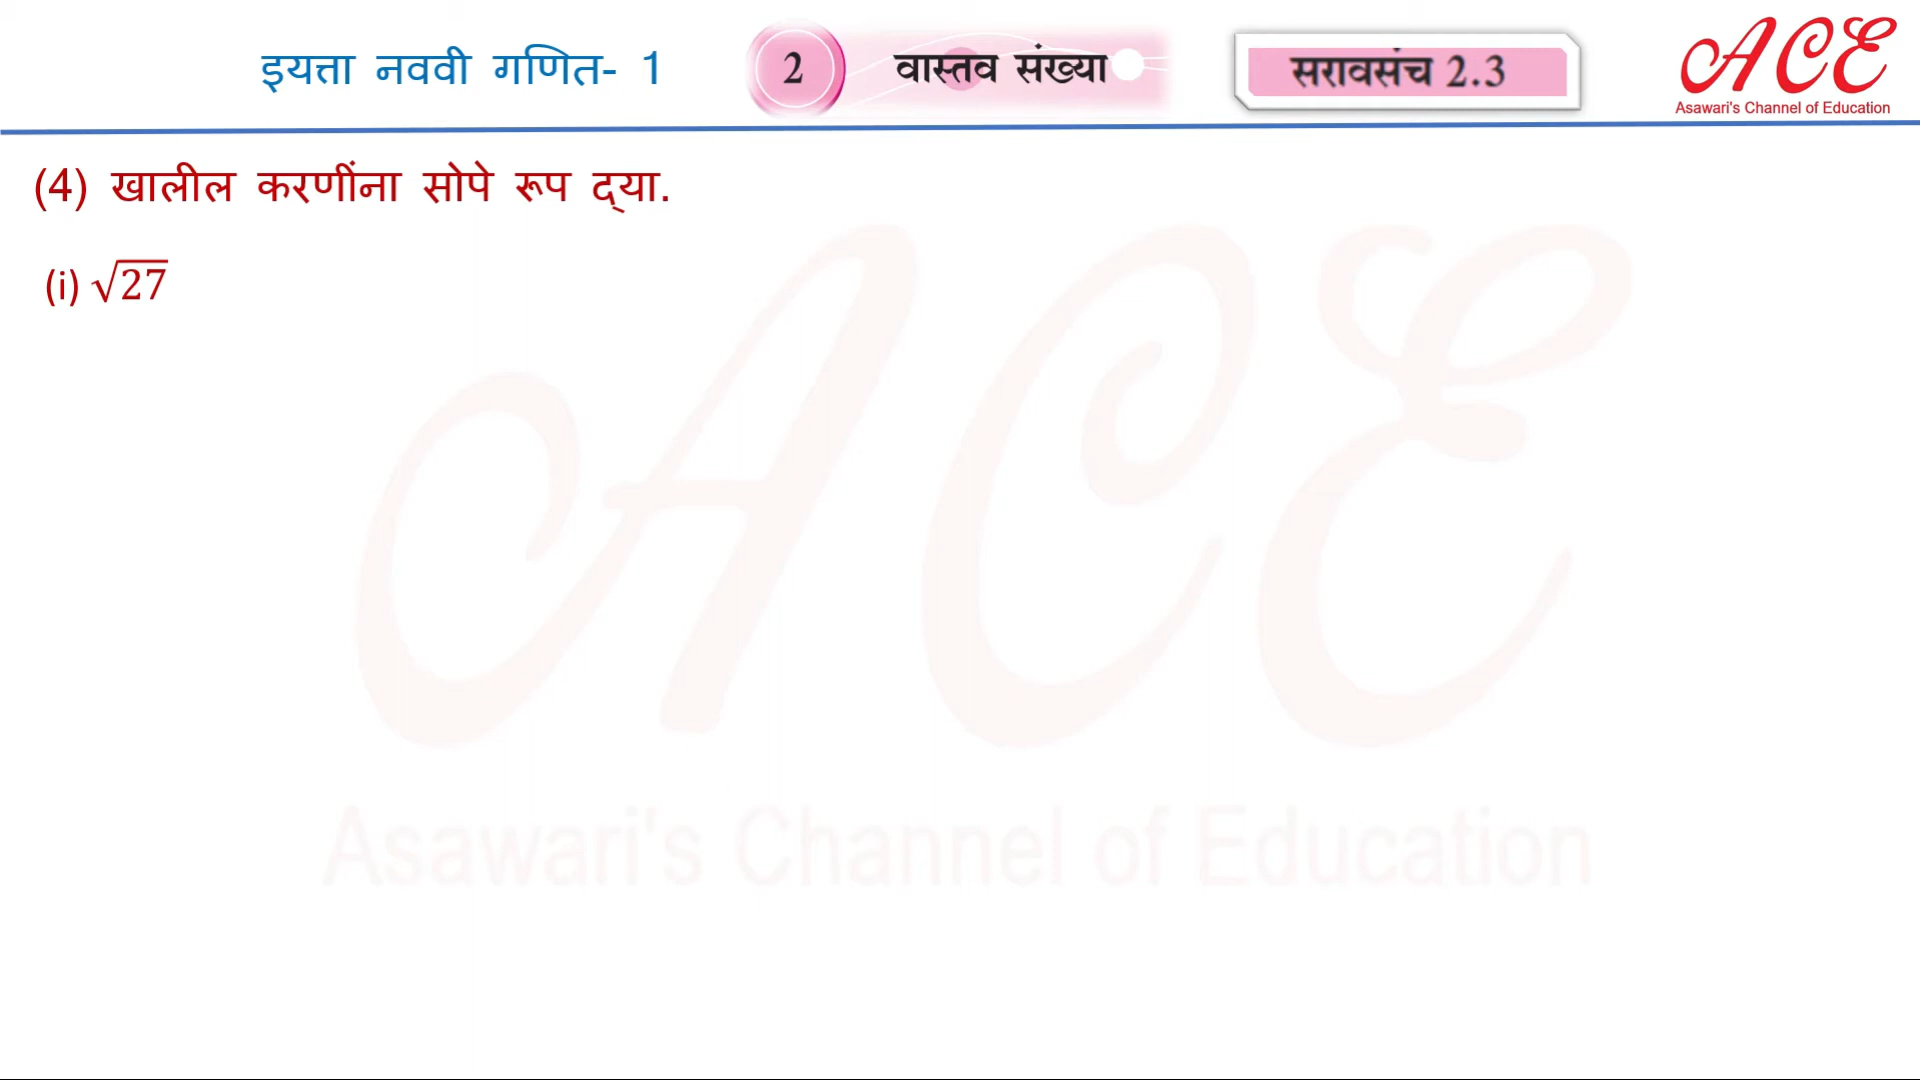 इयत्ता नववी गणित- 1
2 वास्तव संख्या
सरावसंच 2.3
ACE
Asawari's Channel of Education
(4) खालील करणींना सोपे रूप द्‌या.
(i) √27
ACE
Asawari's Channel of Education